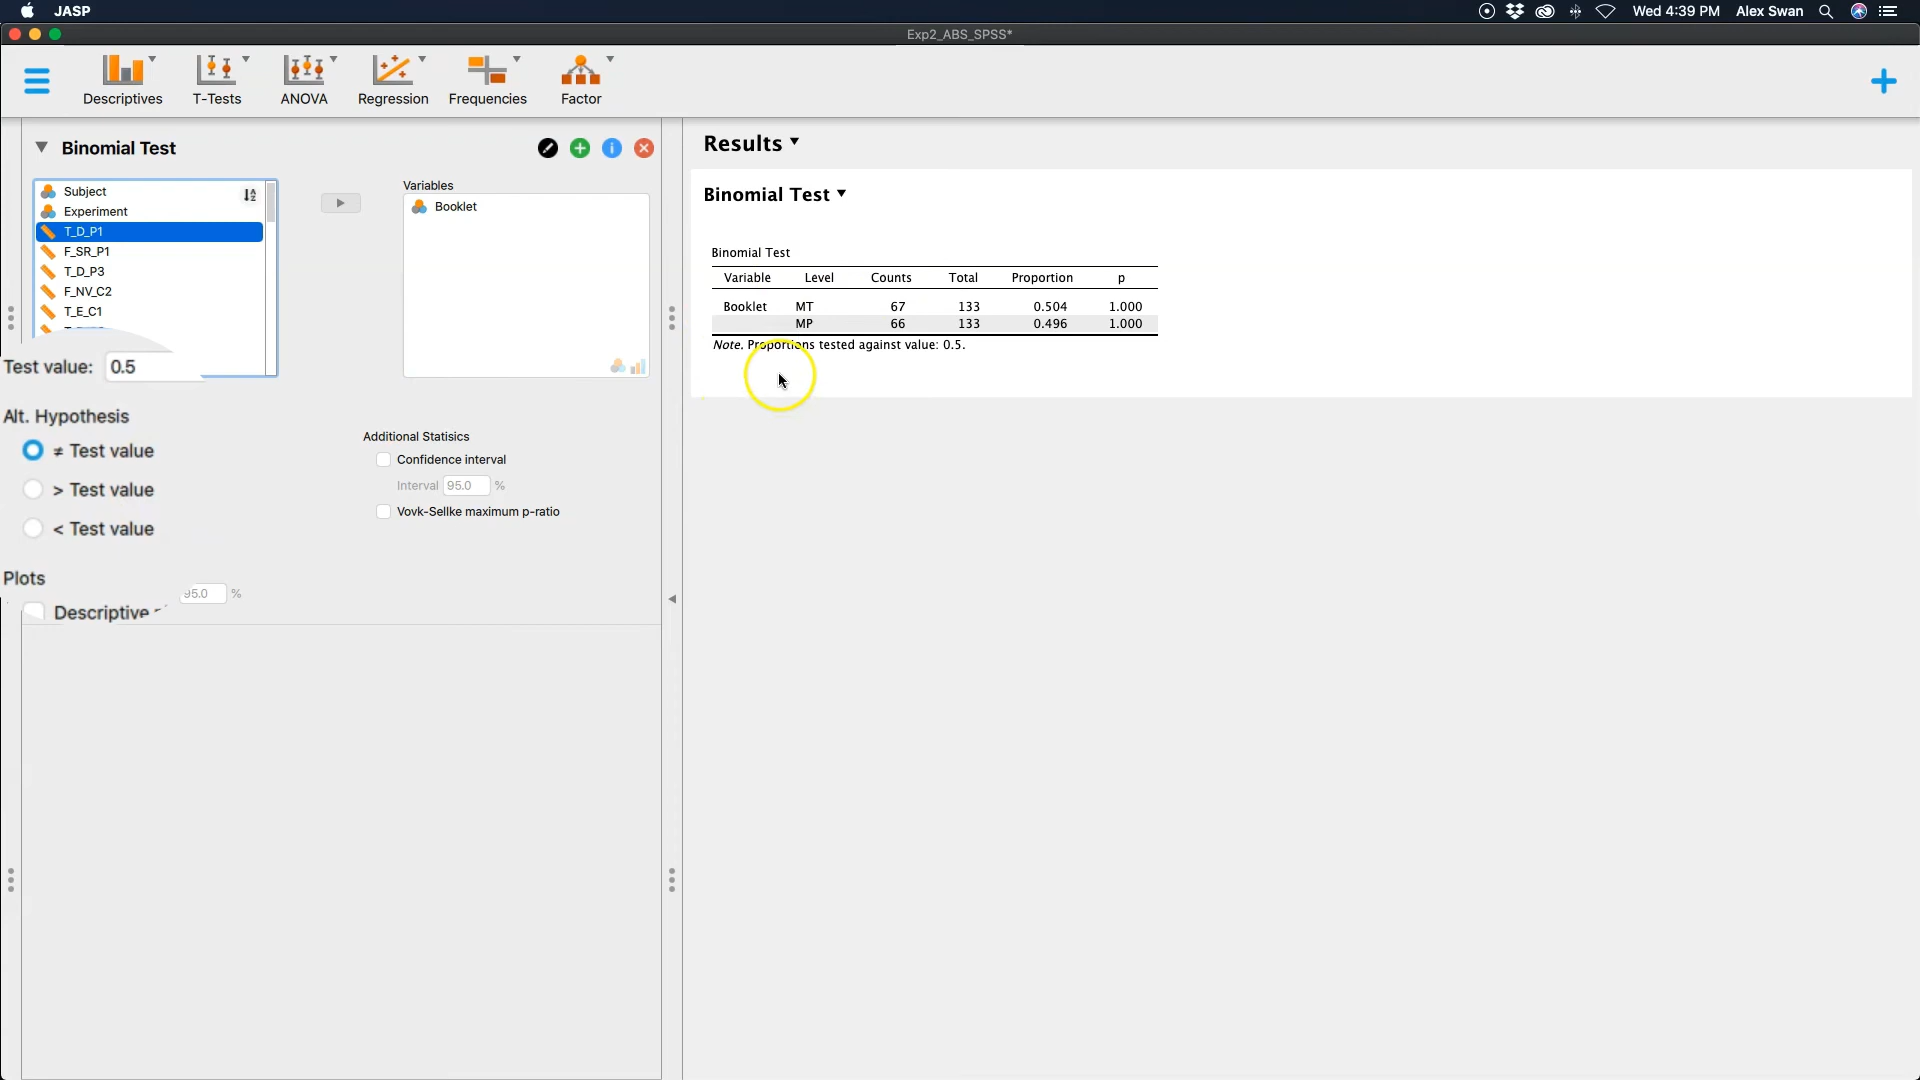 JASP
Wed 4:39 PM Alex Swan
Exp2_ABS_SPSS*
Descriptives T-Tests ANOVA Regression Frequencies Factor
Binomial Test
Subject
Experiment
T_D_P1
F_SR_P1
T_D_P3
F_NV_C2
T_E_C1
Variables
Booklet
Test value: 0.5
Alt. Hypothesis
≠ Test value
> Test value
< Test value
Plots
Descriptive
95.0 %
Additional Statisics
Confidence interval
Interval 95.0 %
Vovk-Sellke maximum p-ratio
Results
Binomial Test
Binomial Test
Variable Level Counts Total Proportion p
Booklet MT 67 133 0.504 1.000
MP 66 133 0.496 1.000
Note. Proportions tested against value: 0.5.